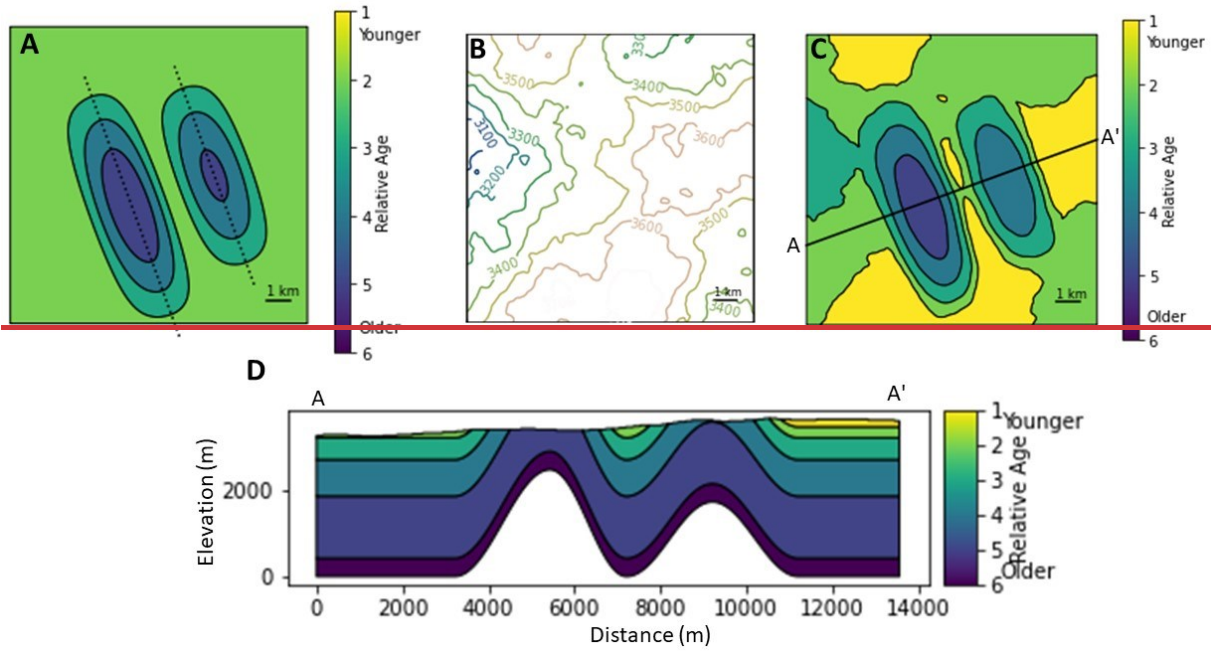 A
1
Younger
2
3
Relative Age
4
5
Older
6
1 km
B
3300
3500
3400
3500
3100
3300
3600
3200
3500
3600
3400
1 km
3400
C
1
Younger
2
3
Relative Age
4
5
Older
6
A
A'
1 km
D
A
A'
Elevation (m)
2000
0
0 2000 4000 6000 8000 10000 12000 14000
Distance (m)
1
Younger
2
3
Relative Age
4
5
Older
6